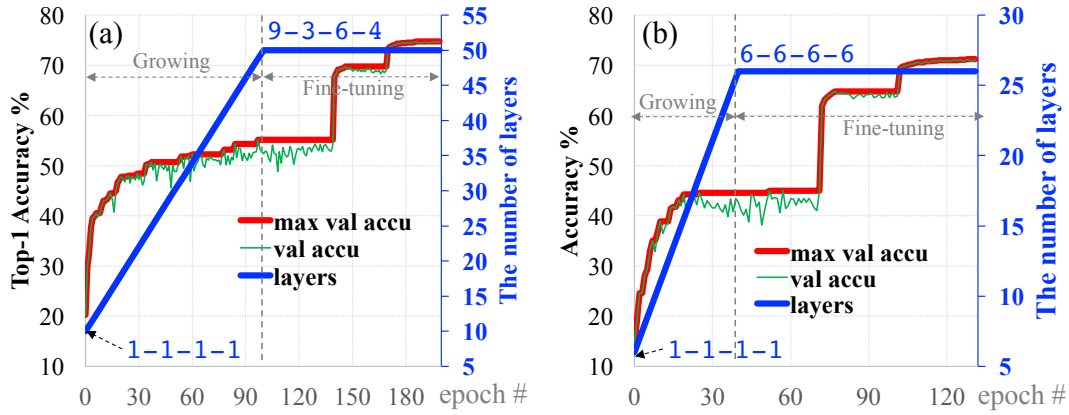 (a)
9-3-6-4
Growing
Fine-tuning
max val accu
val accu
layers
1-1-1-1
Top-1 Accuracy %
80
70
60
50
40
30
20
10
The number of layers
55
50
45
40
35
30
25
20
15
10
5
0 30 60 90 120 150 180 epoch #
(b)
6-6-6-6
Growing
Fine-tuning
max val accu
val accu
layers
1-1-1-1
Accuracy %
80
70
60
50
40
30
20
10
The number of layers
30
25
20
15
10
5
0 30 60 90 120 epoch #